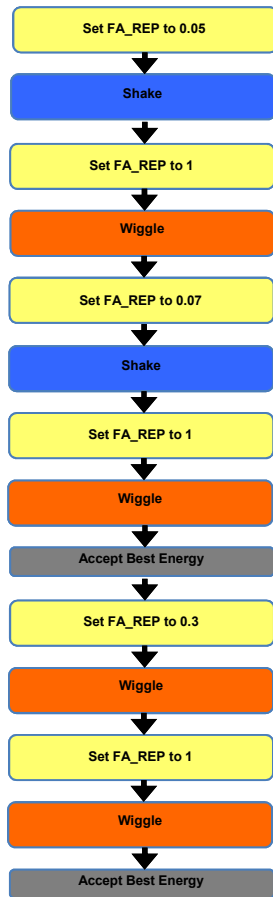 Set FA_REP to 0.05
Shake
Set FA_REP to 1
Wiggle
Set FA_REP to 0.07
Shake
Set FA_REP to 1
Wiggle
Accept Best Energy
Set FA_REP to 0.3
Wiggle
Set FA_REP to 1
Wiggle
Accept Best Energy